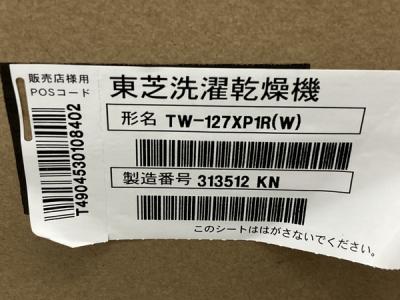 販売店様用
POSコード
T4904530108402
東芝洗濯乾燥機
形名 TW-127XP1R(W)
製造番号 313512 KN
このシートははがさないでください。